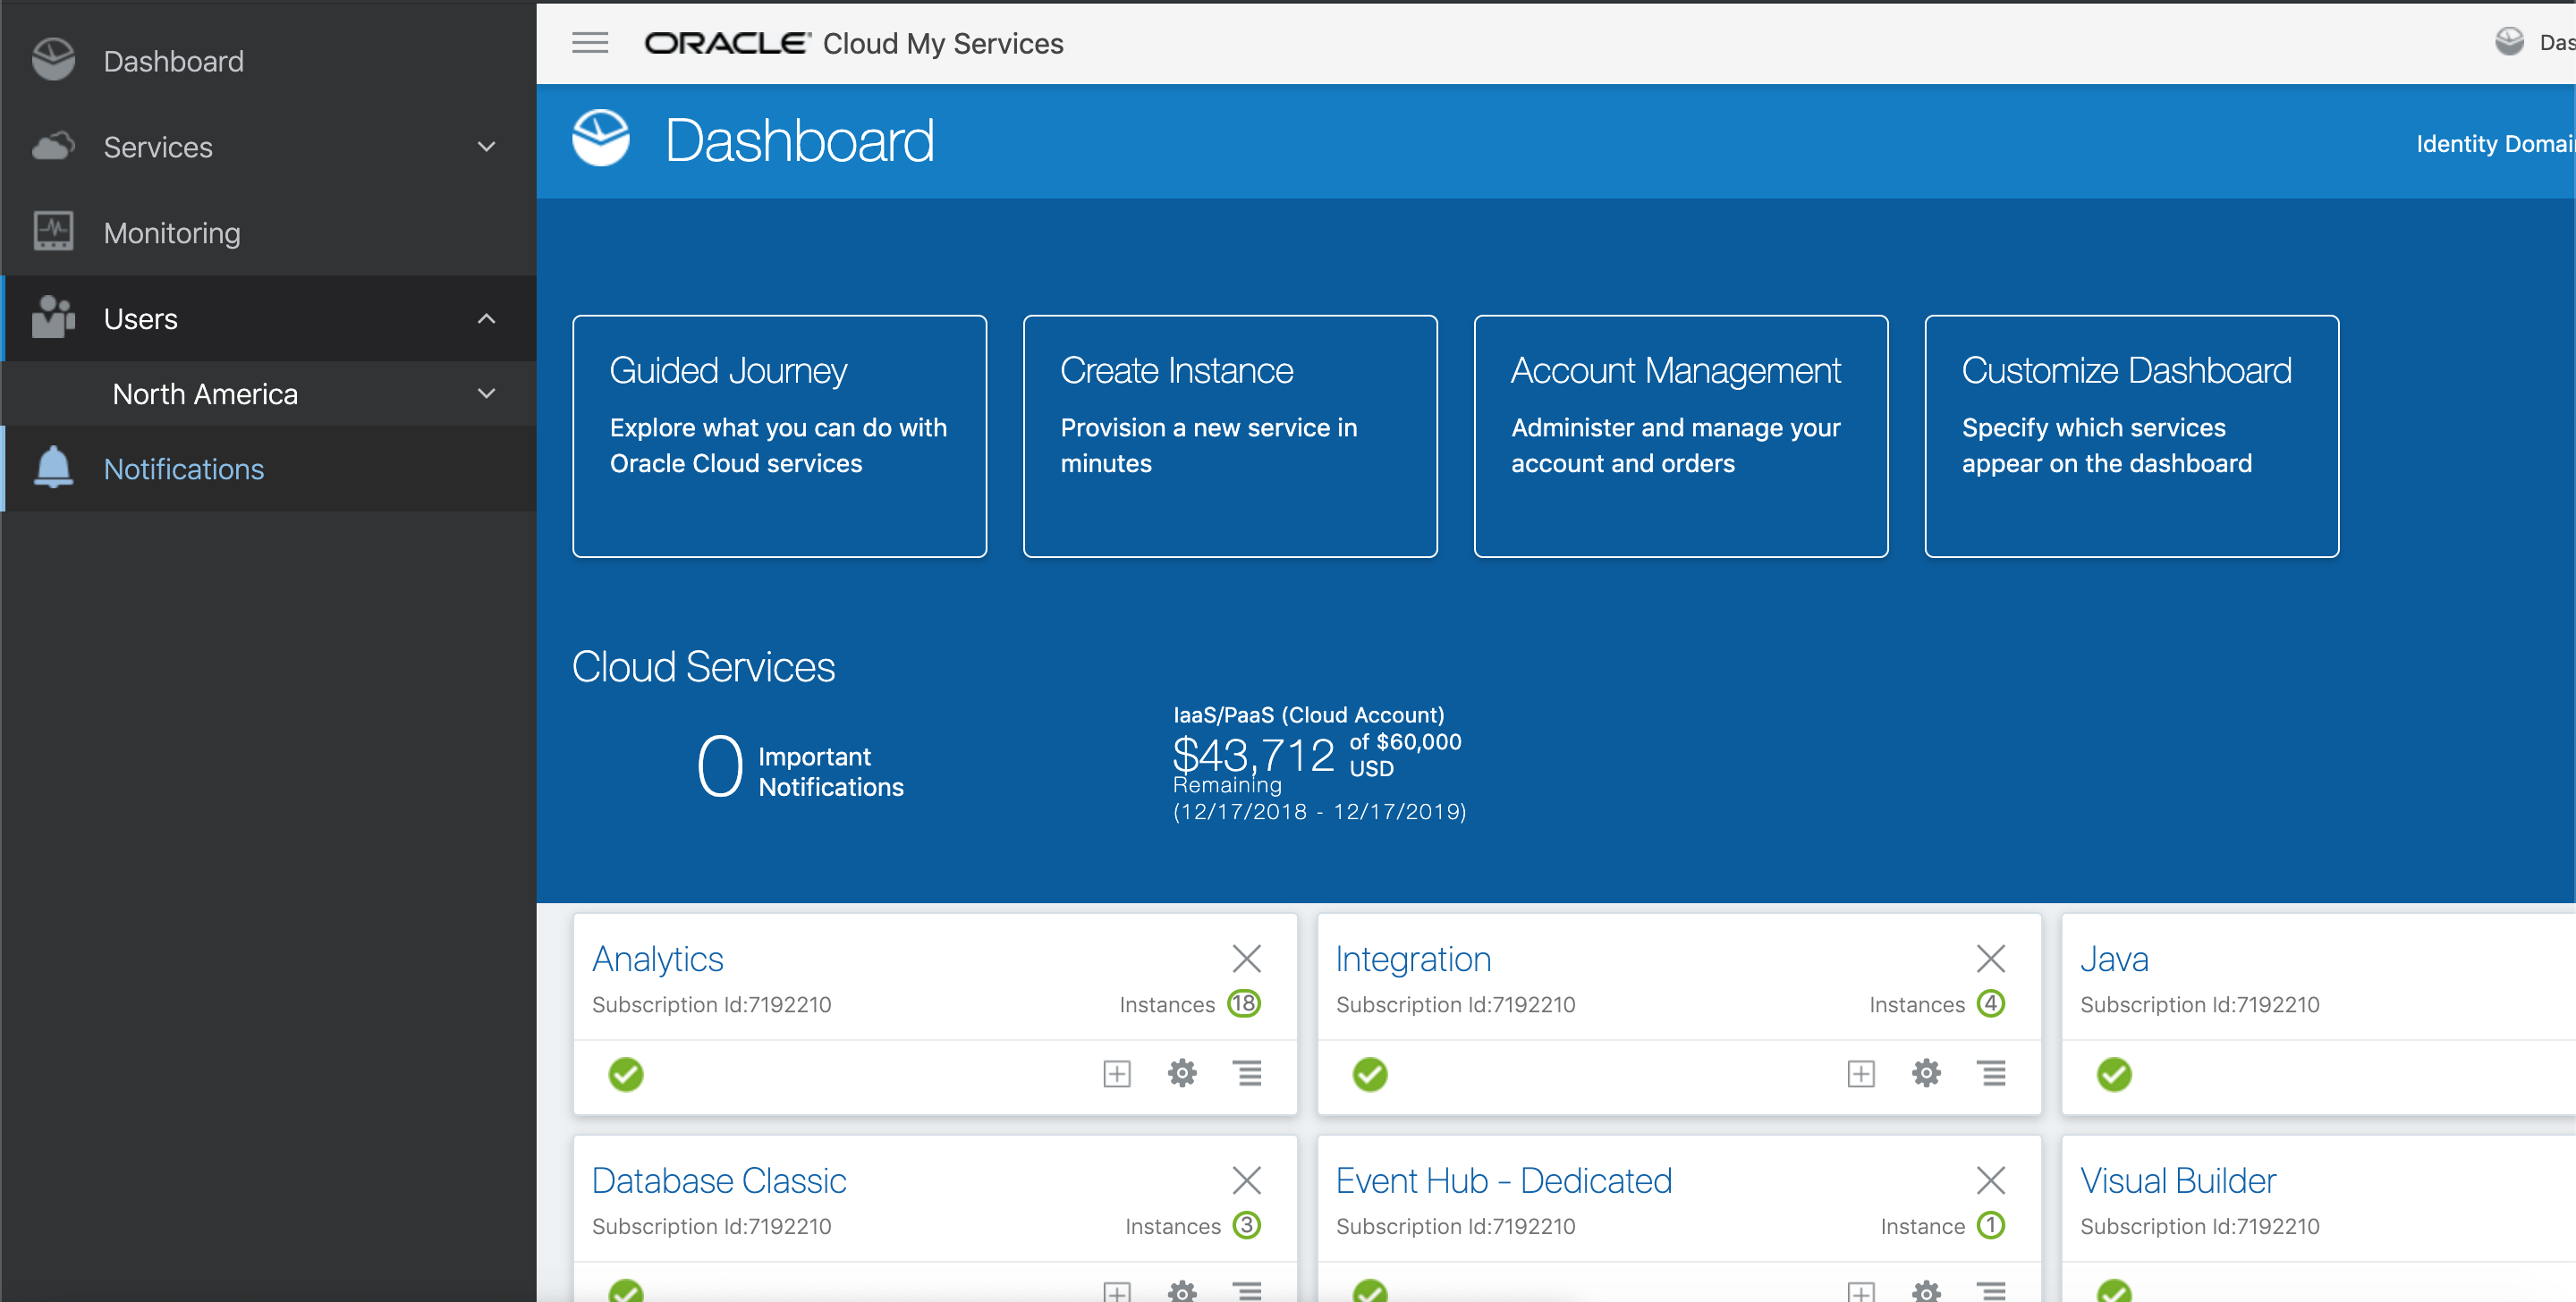 Dashboard
Services
Monitoring
Users
North America
Notifications
ORACLE Cloud My Services
Das
Dashboard
Identity Domai
Guided Journey
Explore what you can do with
Oracle Cloud services
Create Instance
Provision a new service in
minutes
Account Management
Administer and manage your
account and orders
Customize Dashboard
Specify which services
appear on the dashboard
Cloud Services
0 Important
Notifications
IaaS/PaaS (Cloud Account)
$43,712 of $60,000
USD
Remaining
(12/17/2018 - 12/17/2019)
Analytics
Subscription Id:7192210 Instances 18
Integration
Subscription Id:7192210 Instances 4
Java
Subscription Id:7192210
Database Classic
Subscription Id:7192210 Instances 3
Event Hub - Dedicated
Subscription Id:7192210 Instance 1
Visual Builder
Subscription Id:7192210